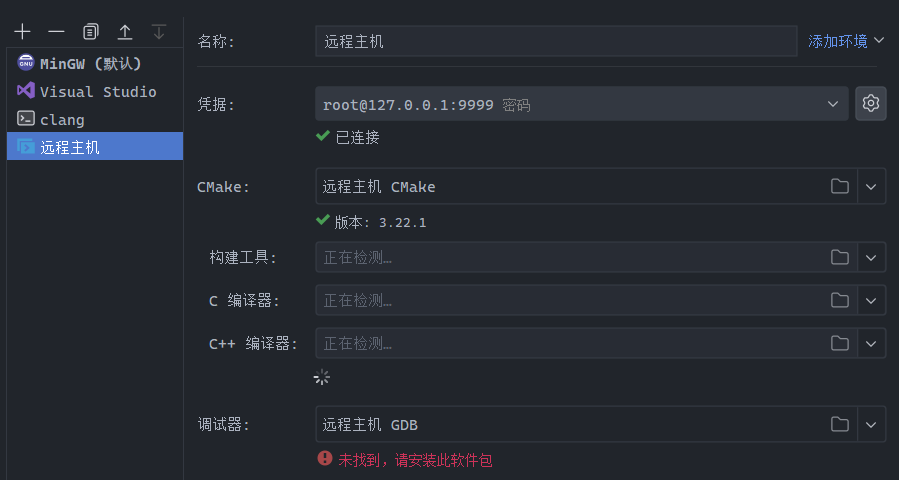 MinGW (默认)
Visual Studio
clang
远程主机
名称: 远程主机 添加环境
凭据: root@127.0.0.1:9999 密码
已连接
CMake: 远程主机 CMake
版本: 3.22.1
构建工具: 正在检测…
C 编译器: 正在检测…
C++ 编译器: 正在检测…
调试器: 远程主机 GDB
未找到，请安装此软件包